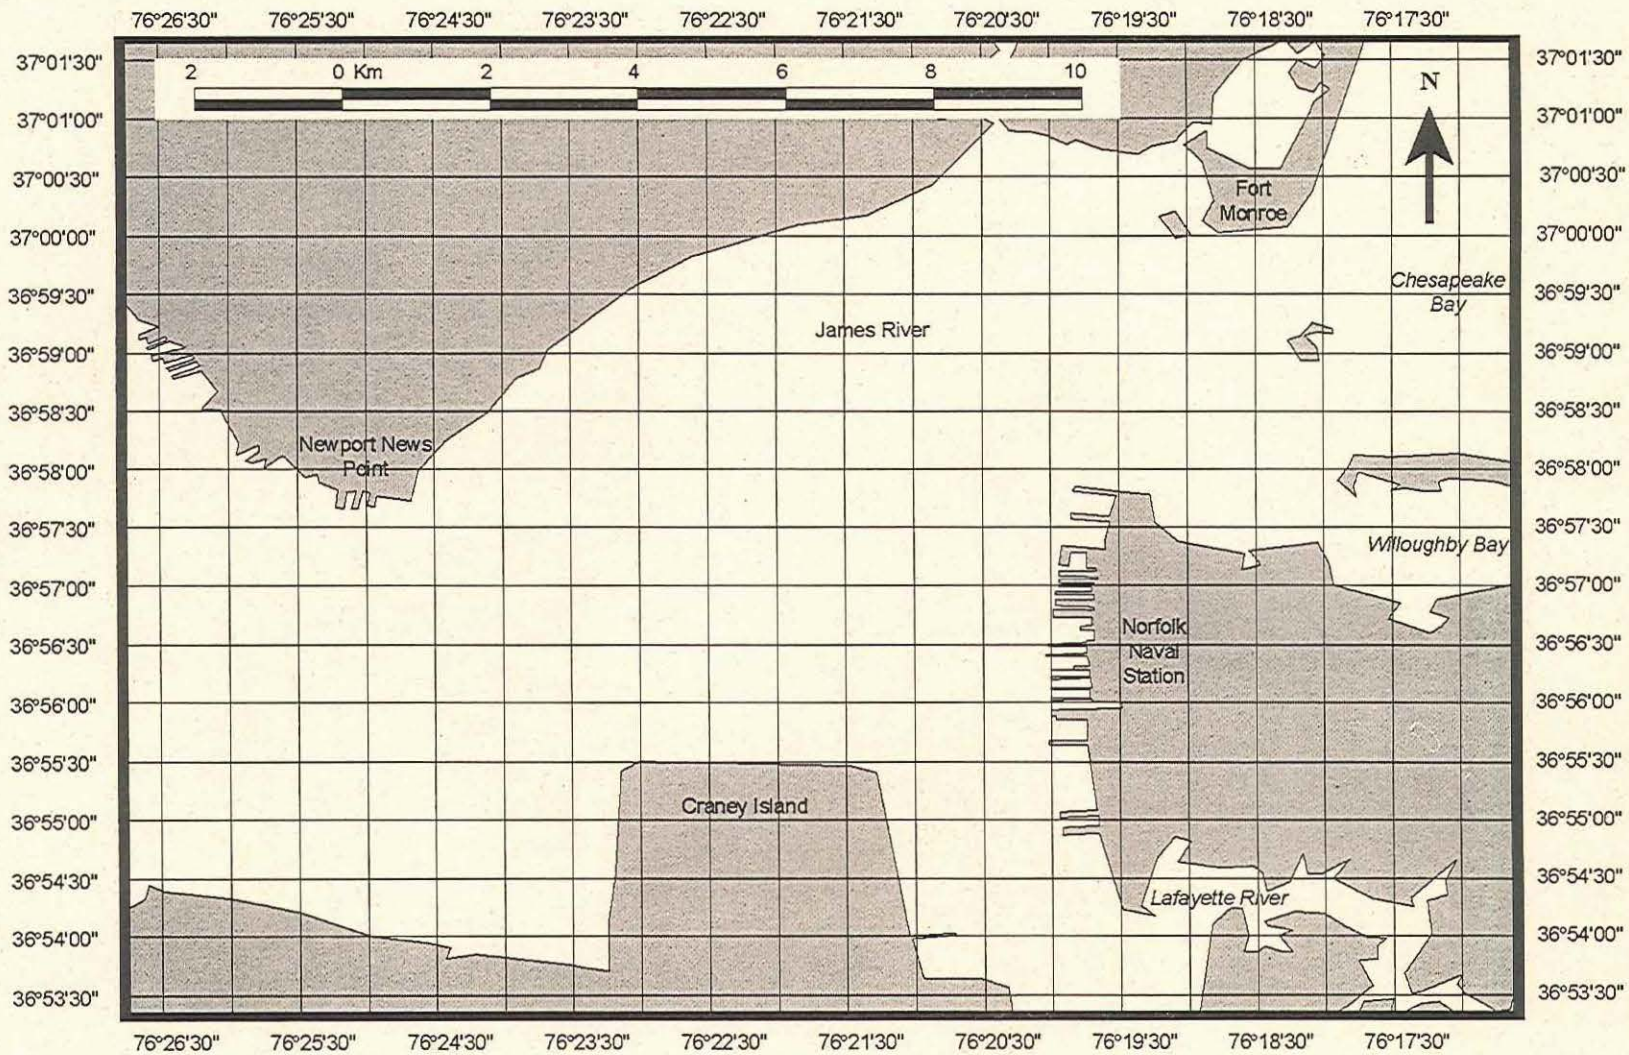 76°26'30" 76°25'30" 76°24'30" 76°23'30" 76°22'30" 76°21'30" 76°20'30" 76°19'30" 76°18'30" 76°17'30"
37°01'30" 37°01'30"
2 0 Km 2 4 6 8 10
N
37°01'00" 37°01'00"
37°00'30" 37°00'30"
Fort
Monroe
37°00'00" 37°00'00"
Chesapeake
Bay
36°59'30" 36°59'30"
James River
36°59'00" 36°59'00"
36°58'30" 36°58'30"
Newport News
Point
36°58'00" 36°58'00"
36°57'30" 36°57'30"
Willoughby Bay
36°57'00" 36°57'00"
Norfolk
Naval
Station
36°56'30" 36°56'30"
36°56'00" 36°56'00"
36°55'30" 36°55'30"
Craney Island
36°55'00" 36°55'00"
36°54'30" 36°54'30"
Lafayette River
36°54'00" 36°54'00"
36°53'30" 36°53'30"
76°26'30" 76°25'30" 76°24'30" 76°23'30" 76°22'30" 76°21'30" 76°20'30" 76°19'30" 76°18'30" 76°17'30"